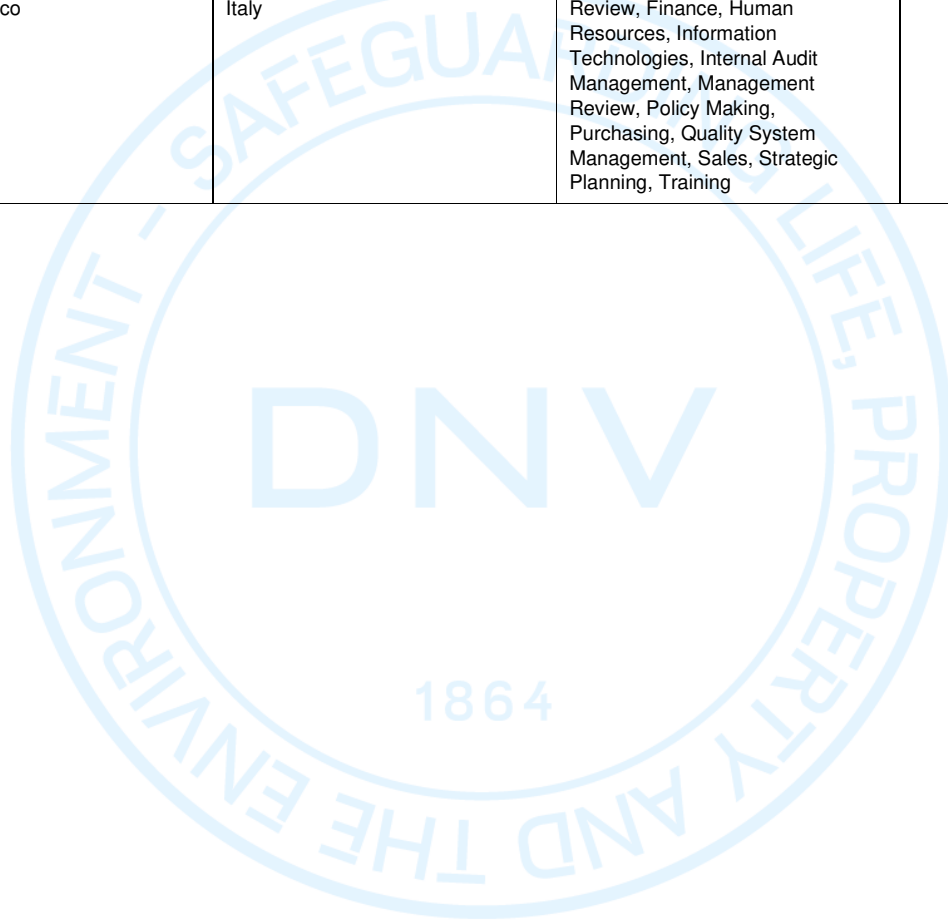 co
Italy
Review, Finance, Human
Resources, Information
Technologies, Internal Audit
Management, Management
Review, Policy Making,
Purchasing, Quality System
Management, Sales, Strategic
Planning, Training
SAFEGUARDING LIFE, PROPERTY AND THE ENVIRONMENT -
DNV
1864